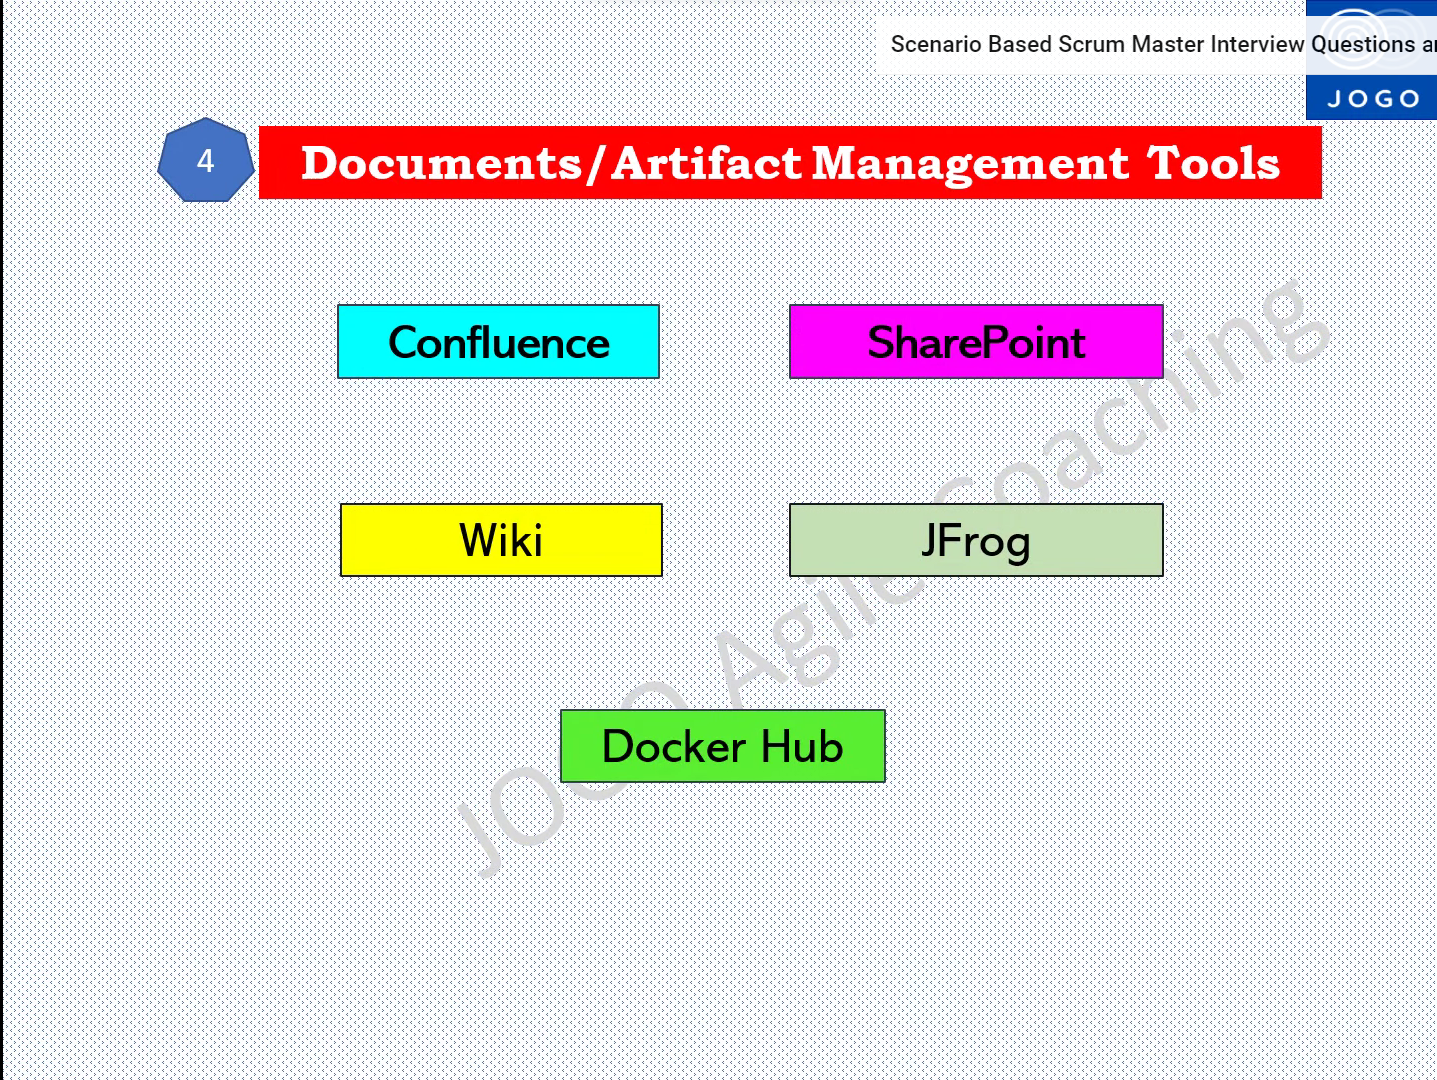 Scenario Based Scrum Master Interview Questions
JOGO
4
Documents/Artifact Management Tools
Confluence
SharePoint
Wiki
JFrog
Docker Hub
JOGO Agile Coaching